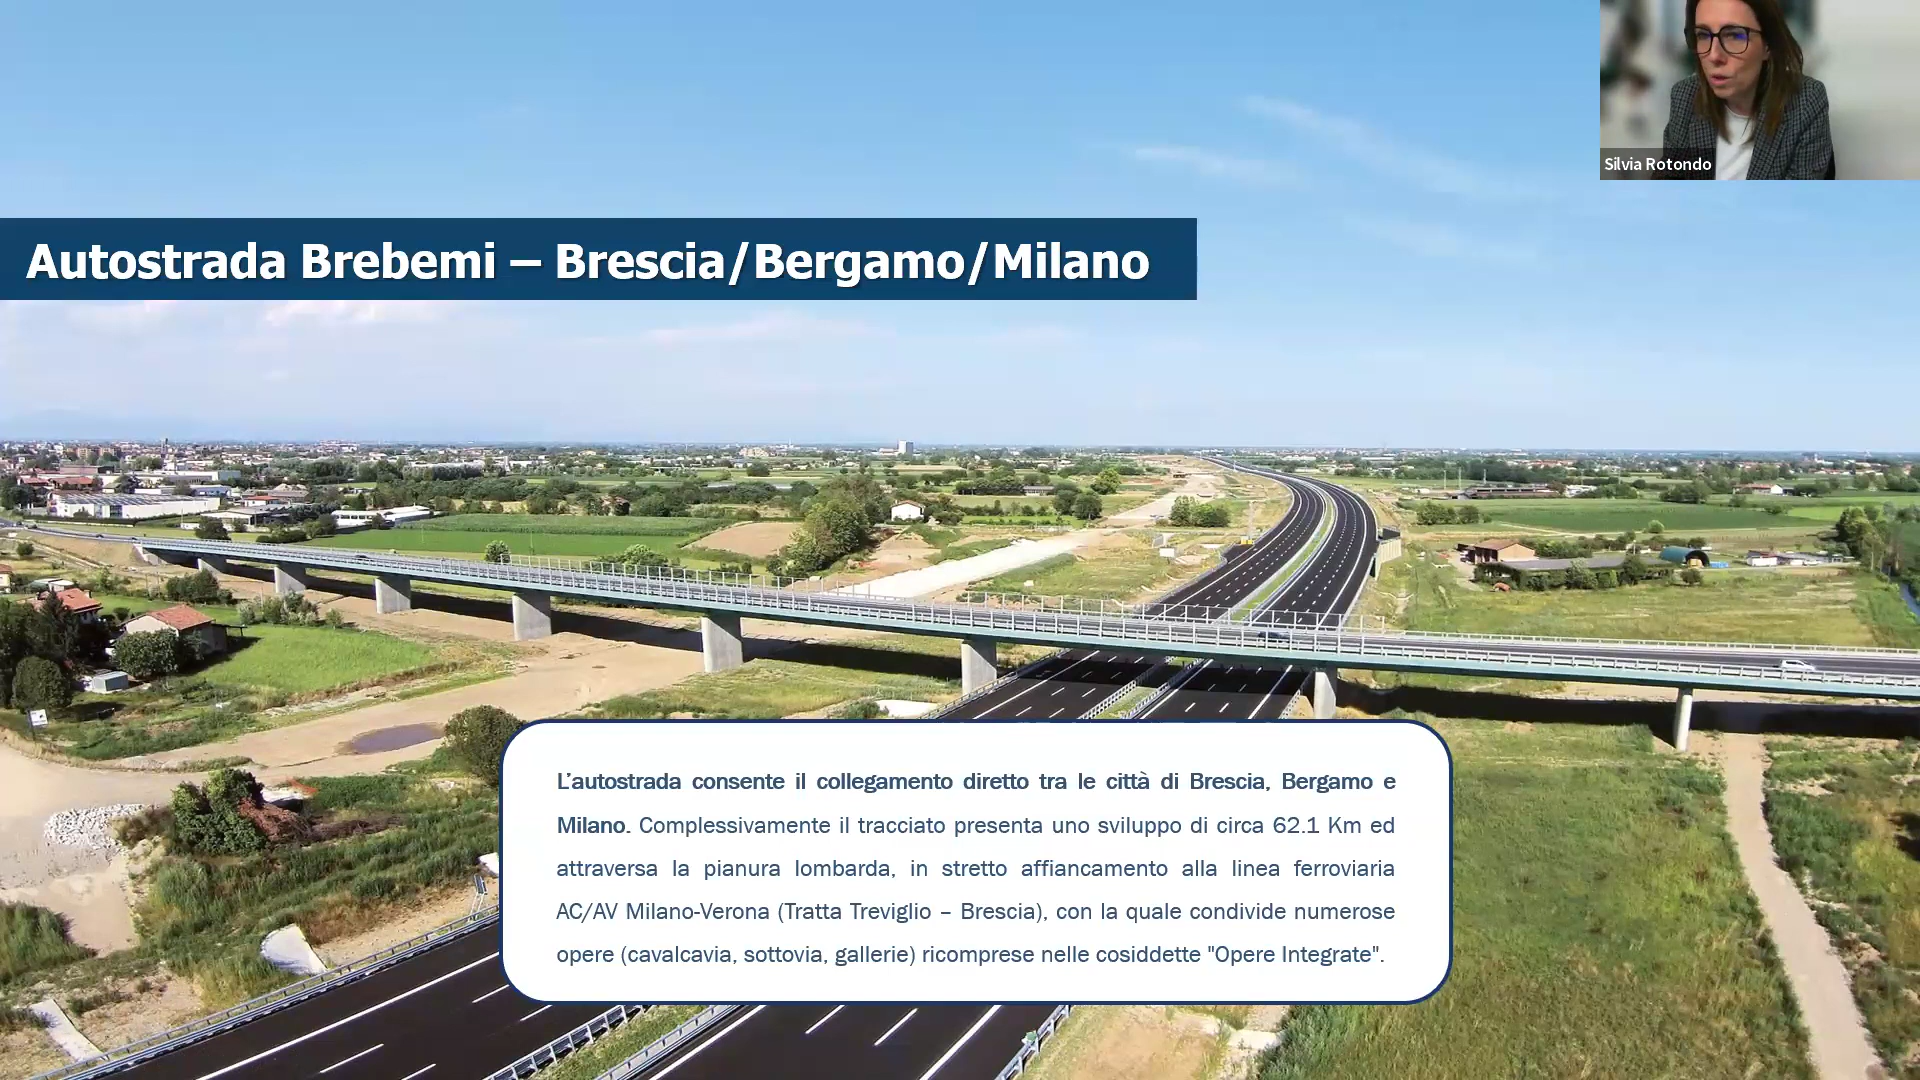 Silvia Rotondo
Autostrada Brebemi – Brescia/Bergamo/Milano
L’autostrada consente il collegamento diretto tra le città di Brescia, Bergamo e
Milano. Complessivamente il tracciato presenta uno sviluppo di circa 62.1 Km ed
attraversa la pianura lombarda, in stretto affiancamento alla linea ferroviaria
AC/AV Milano-Verona (Tratta Treviglio – Brescia), con la quale condivide numerose
opere (cavalcavia, sottovia, gallerie) ricomprese nelle cosiddette "Opere Integrate".